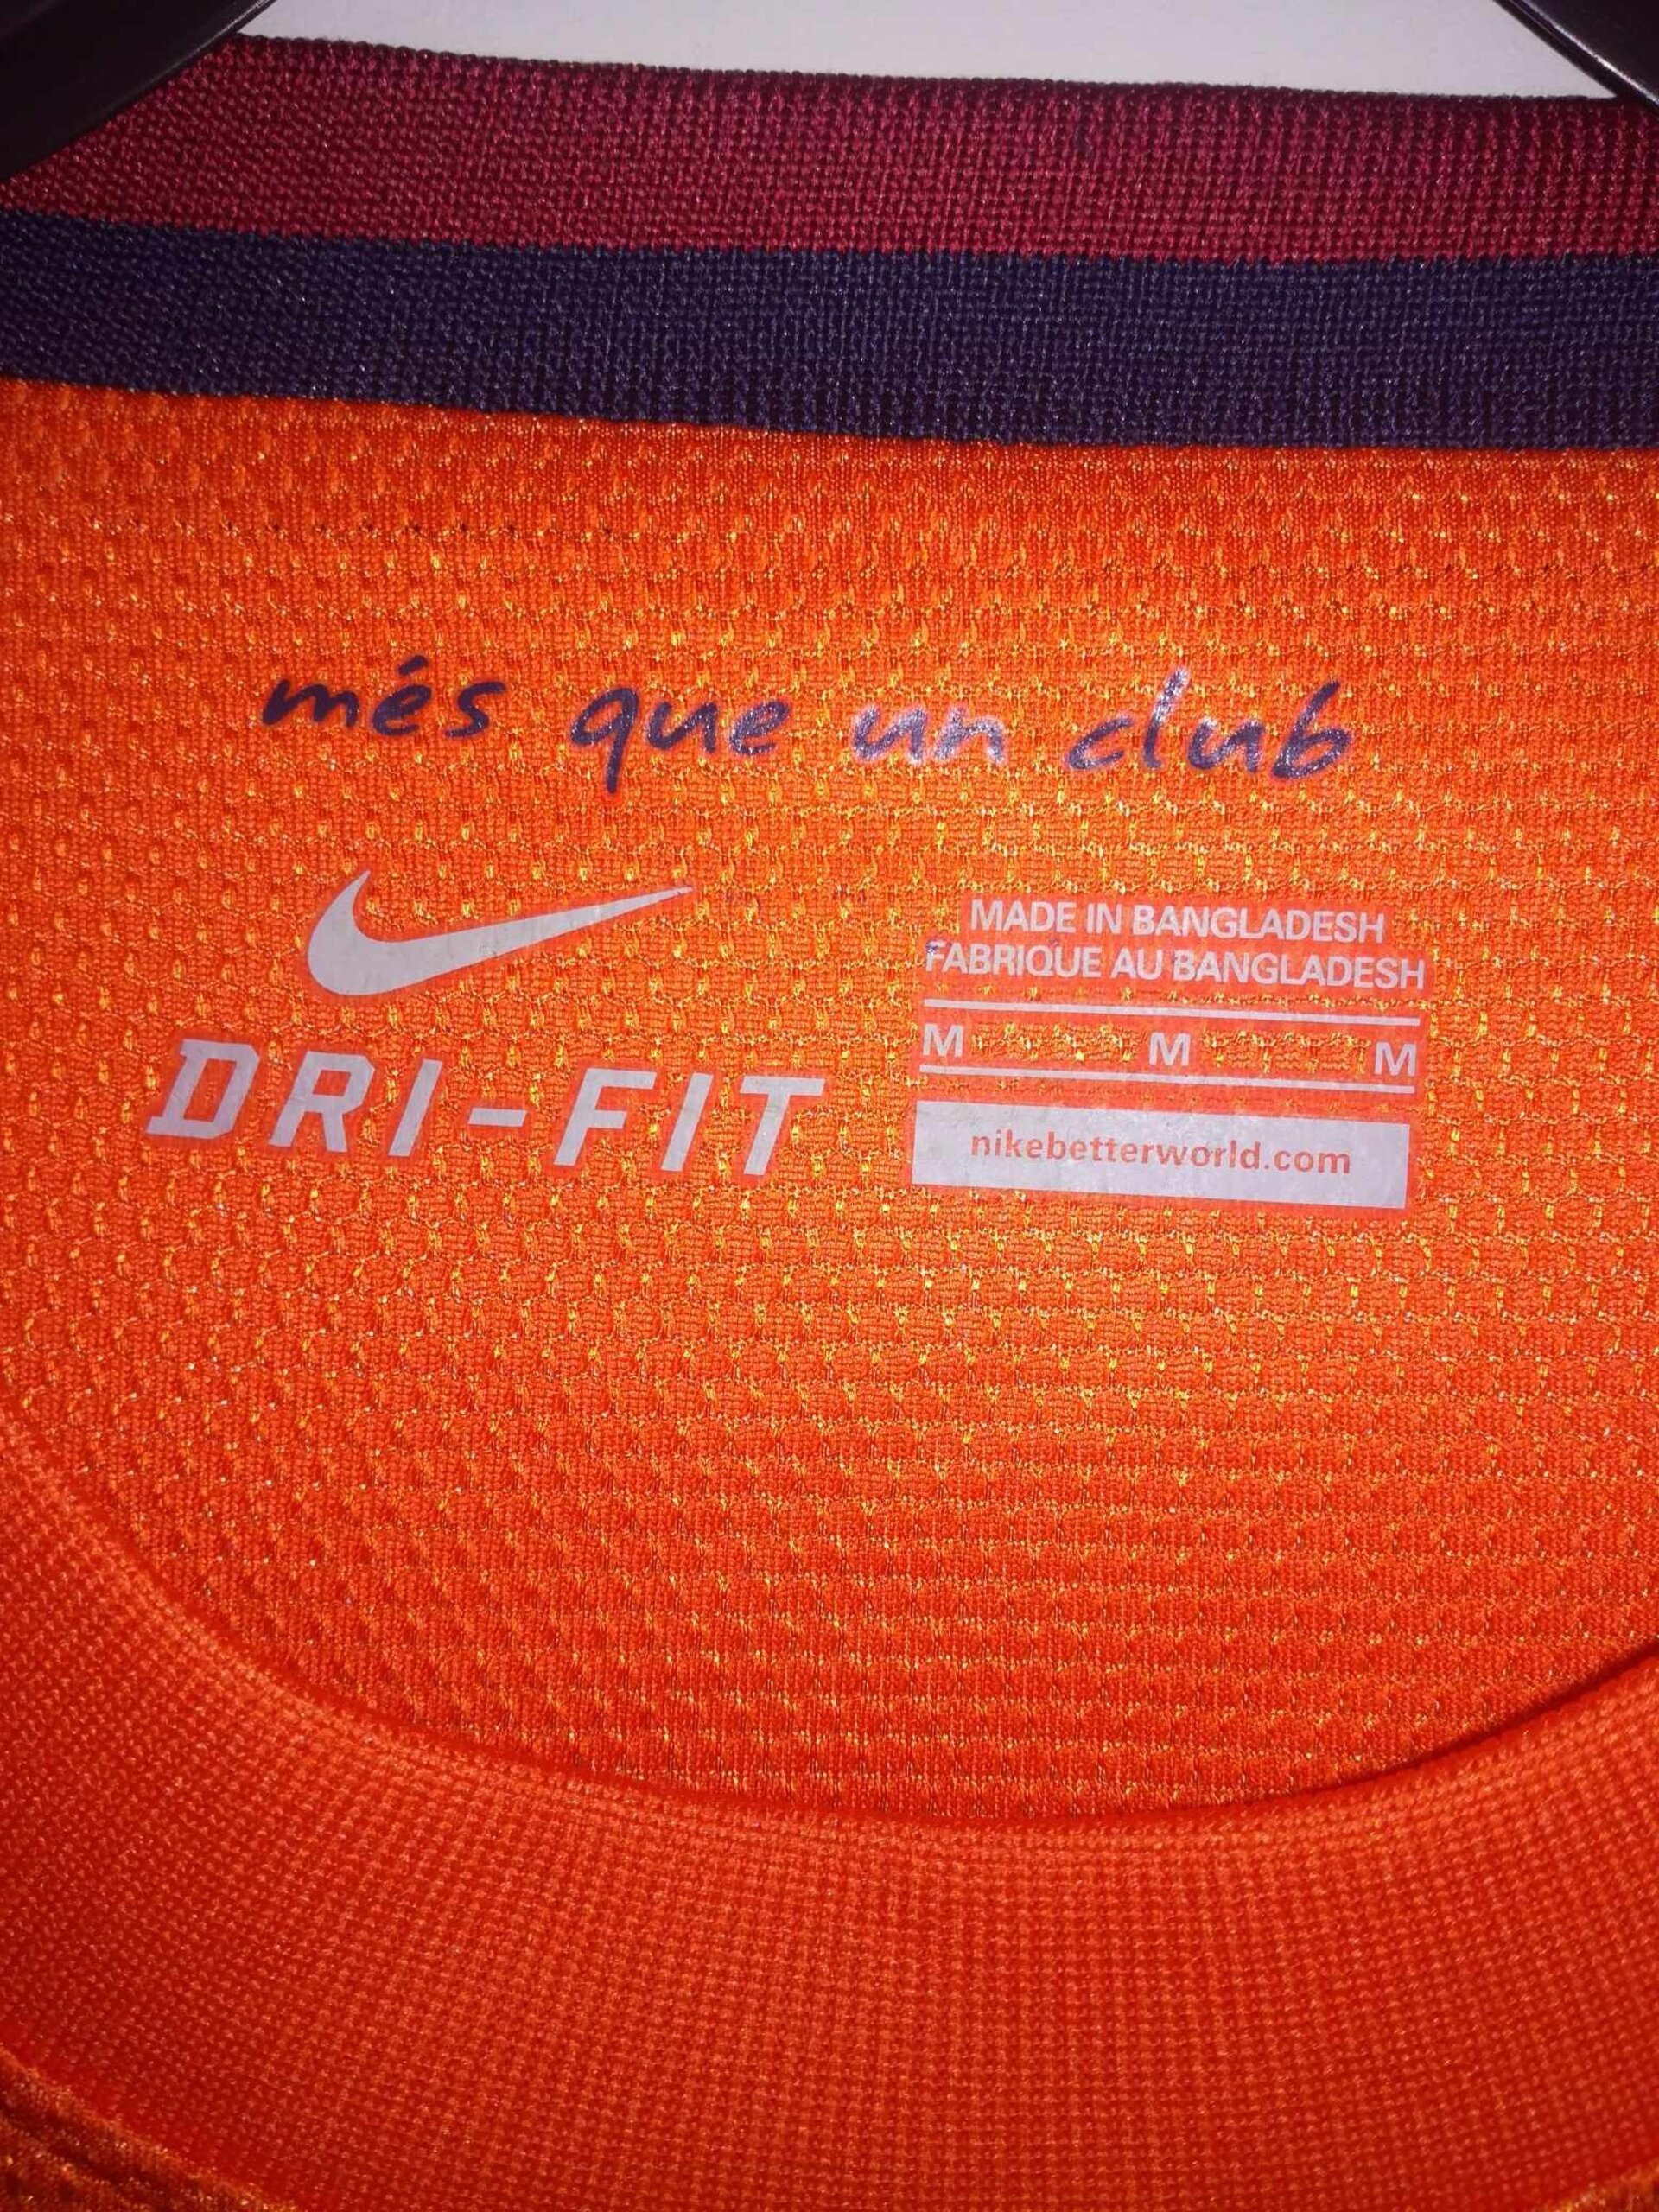 més que un club
MADE IN BANGLADESH
FABRIQUE AU BANGLADESH
M M M
DRI-FIT
nikebetterworld.com